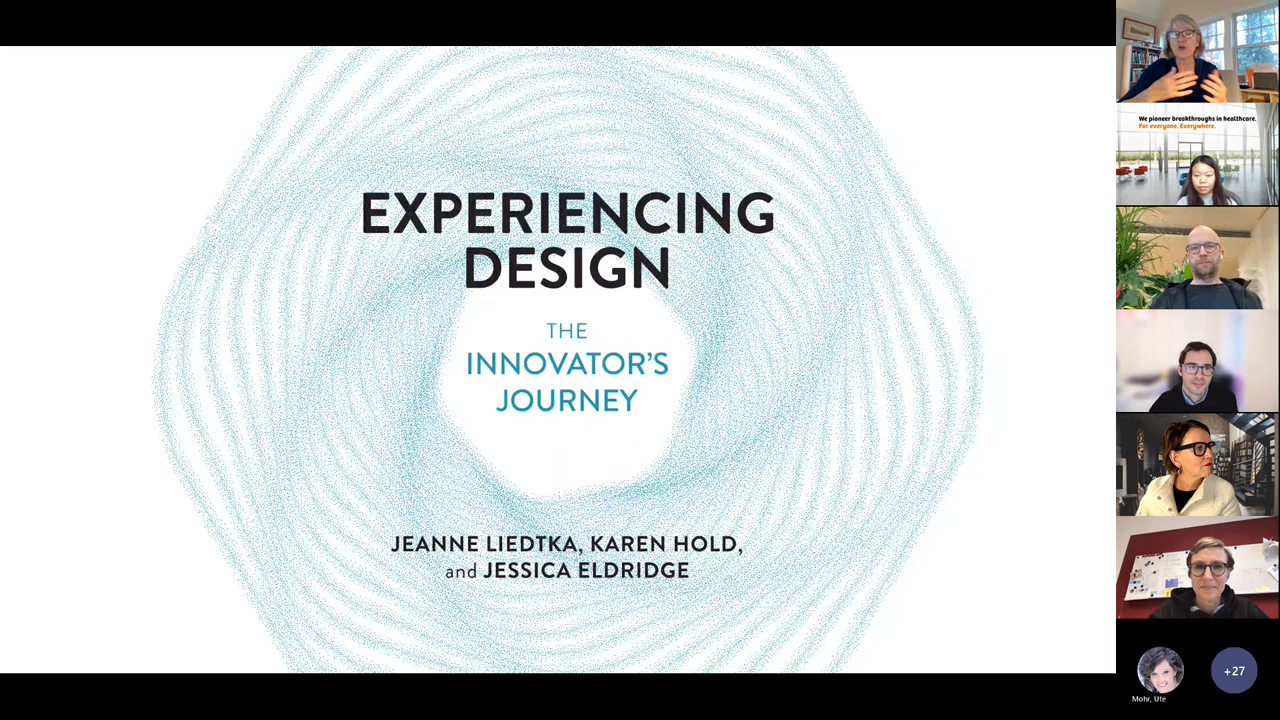 EXPERIENCING
DESIGN
THE
INNOVATOR'S
JOURNEY
JEANNE LIEDTKA, KAREN HOLD,
and JESSICA ELDRIDGE
We pioneer breakthroughs in healthcare.
For everyone. Everywhere.
Mohr, Ute
+27